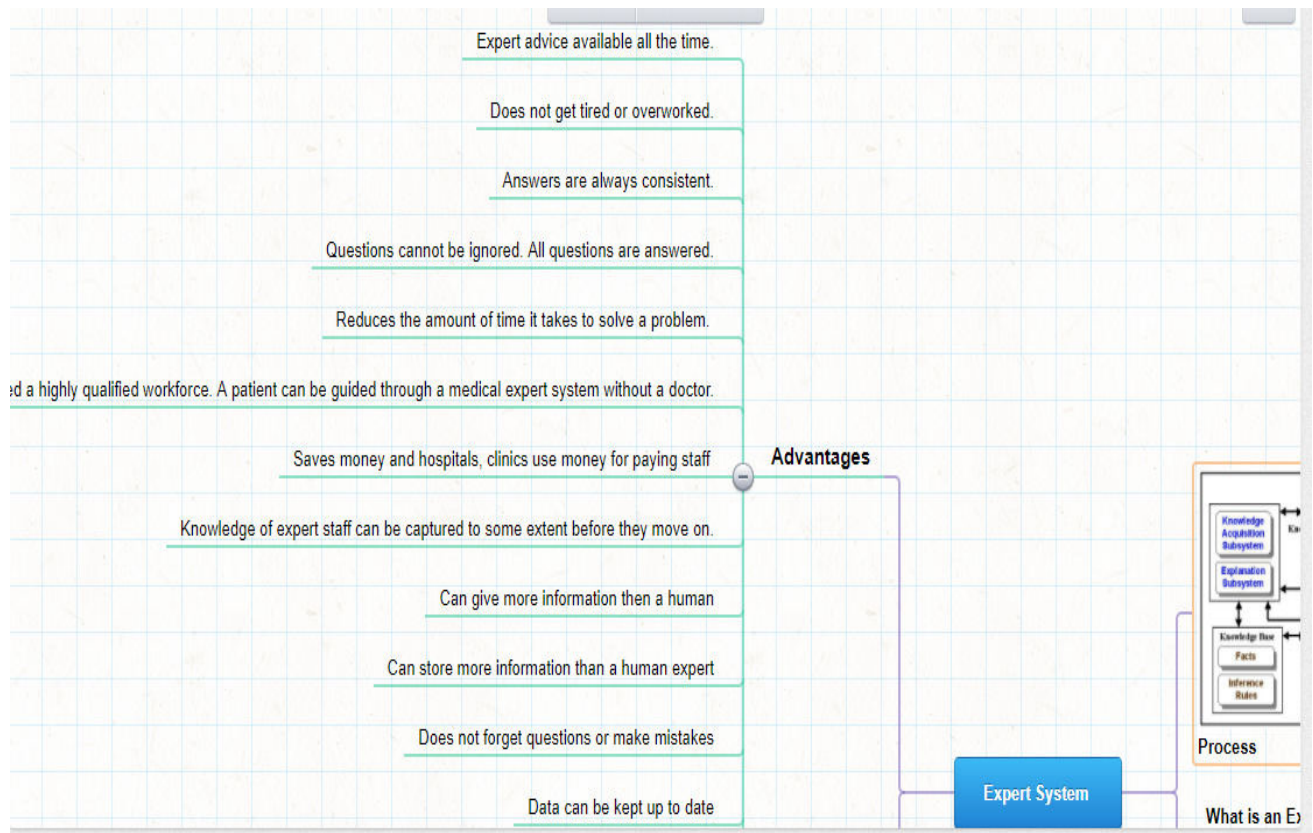 Expert advice available all the time.
Does not get tired or overworked.
Answers are always consistent.
Questions cannot be ignored. All questions are answered.
Reduces the amount of time it takes to solve a problem.
a highly qualified workforce. A patient can be guided through a medical expert system without a doctor.
Saves money and hospitals, clinics use money for paying staff
Knowledge of expert staff can be captured to some extent before they move on.
Can give more information then a human
Can store more information than a human expert
Does not forget questions or make mistakes
Data can be kept up to date
Advantages
Expert System
Knowledge
Acquisition
Subsystem
Explanation
Subsystem
Knowledge Base
Facts
Inference
Rules
Process
What is an